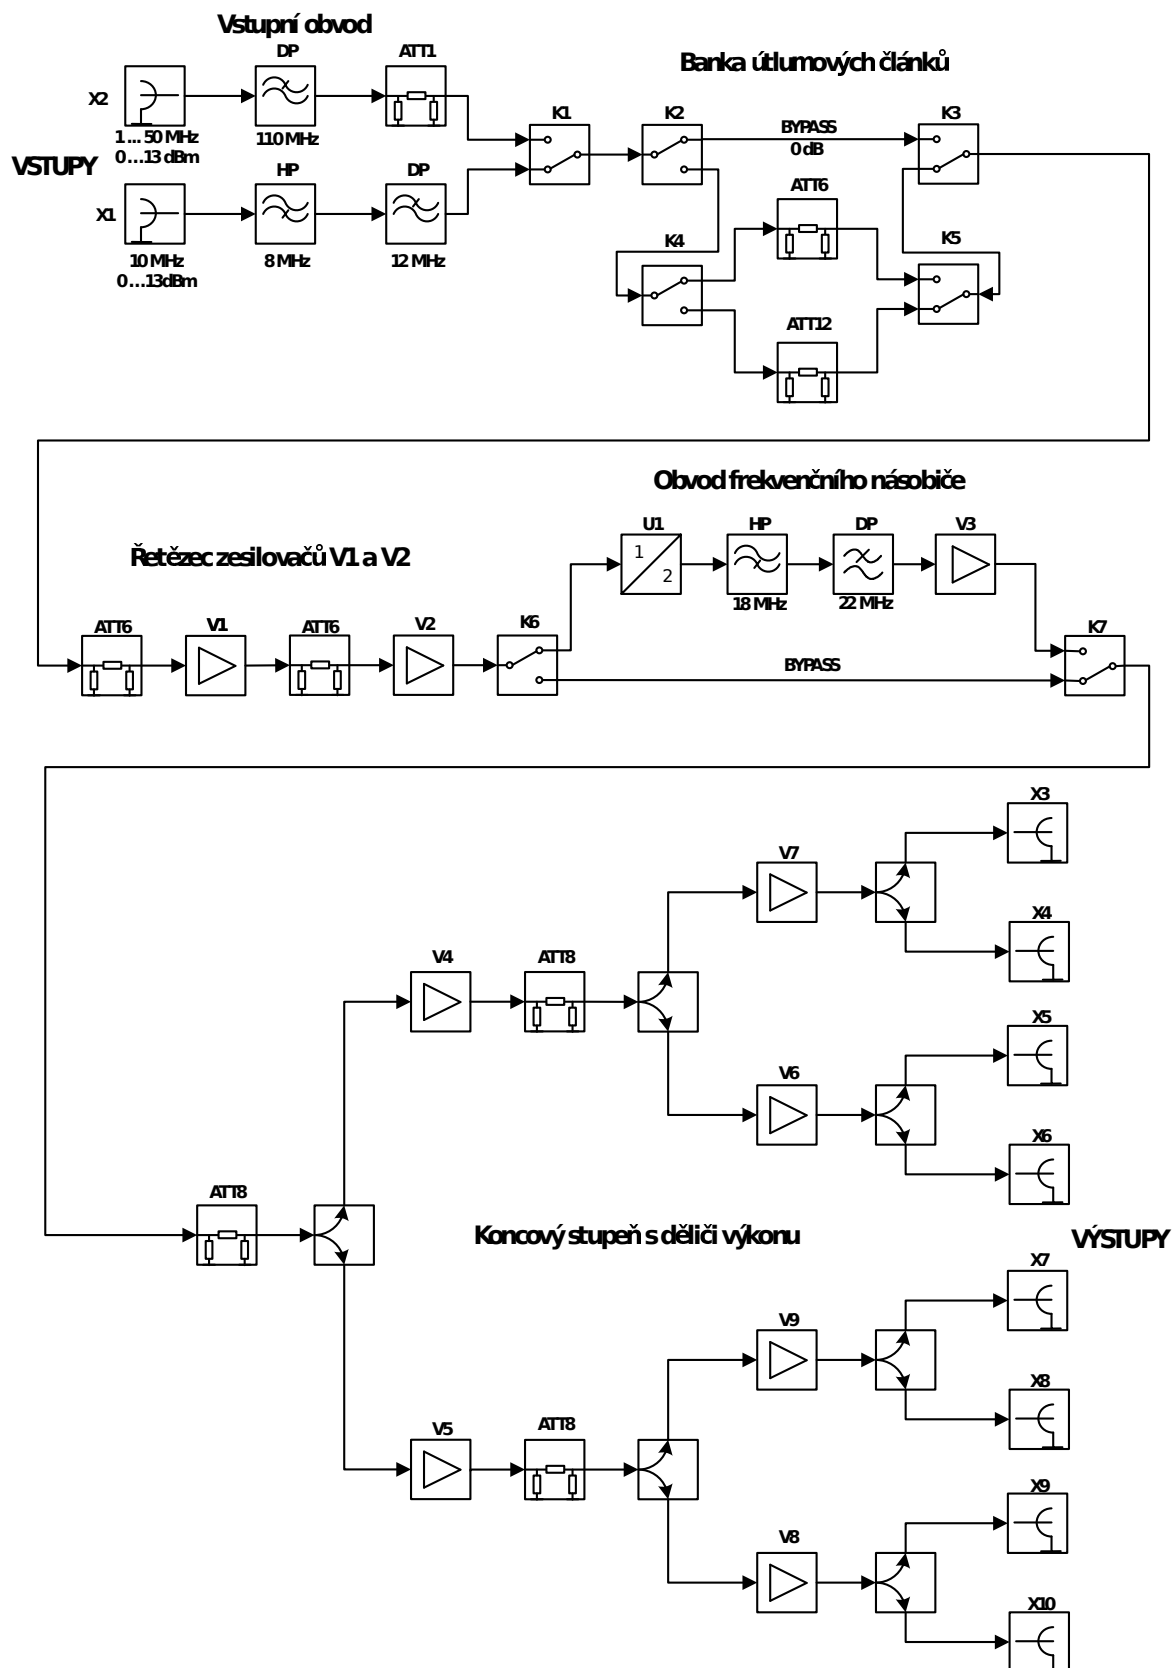 Vstupní obvod
DP
ATT1
Banka útlumových článků
X2
K1
K2
K3
1 ... 50 MHz
0...13 dBm
110 MHz
BYPASS
0 dB
VSTUPY
HP
DP
ATT6
X1
K4
K5
10 MHz
0...13dBm
8 MHz
12 MHz
ATT12
Obvod frekvenčního násobiče
U1
HP
DP
V3
1
2
Řetězec zesilovačů V1 a V2
18 MHz
22 MHz
ATT6
V1
ATT6
V2
K6
K7
BYPASS
X3
V7
X4
V4
ATT8
X5
V6
X6
ATT8
Koncový stupeň s děliči výkonu
VÝSTUPY
X7
V9
X8
V5
ATT8
X9
V8
X10